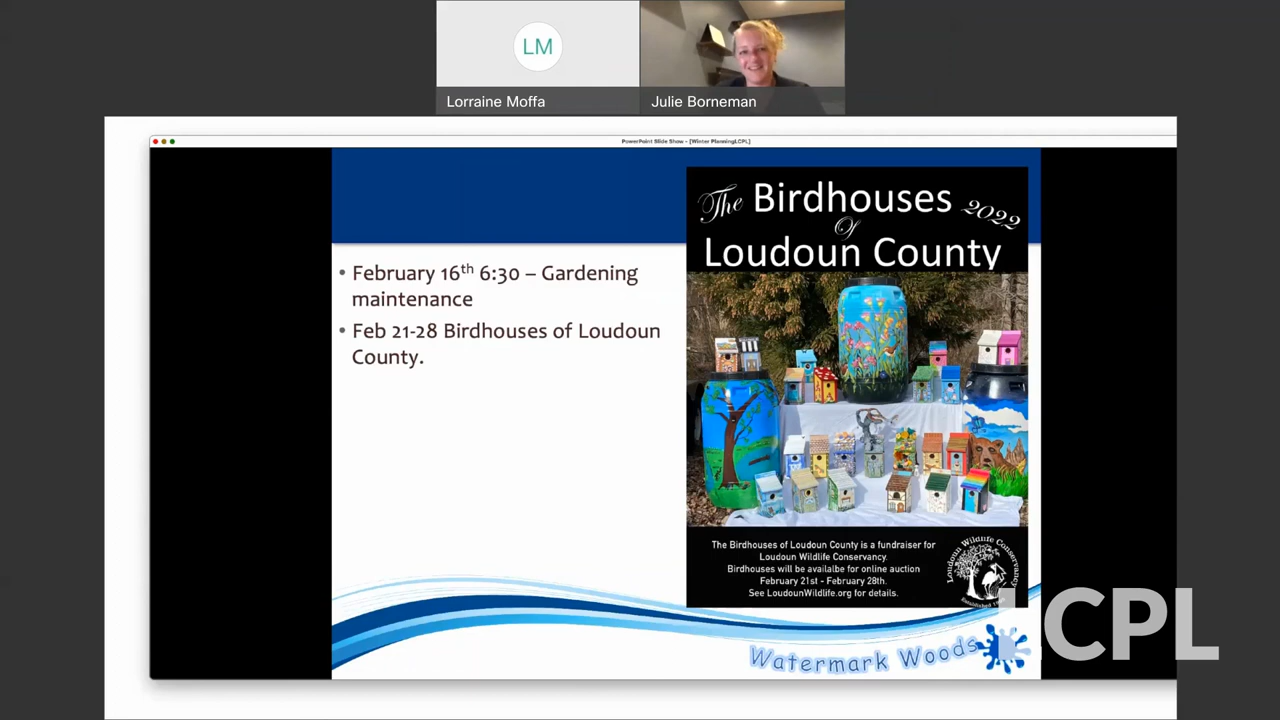 LM
Lorraine Moffa
Julie Borneman
PowerPoint Slide Show - [Winter PlanningLCPL]
The Birdhouses 2022
Of
Loudoun County
• February 16th 6:30 – Gardening
maintenance
• Feb 21-28 Birdhouses of Loudoun
County.
The Birdhouses of Loudoun County is a fundraiser for
Loudoun Wildlife Conservancy.
Birdhouses will be availalbe for online auction
February 21st - February 28th.
See LoudounWildlife.org for details.
Loudoun Wildlife Conservancy
Watermark Woods
LCPL